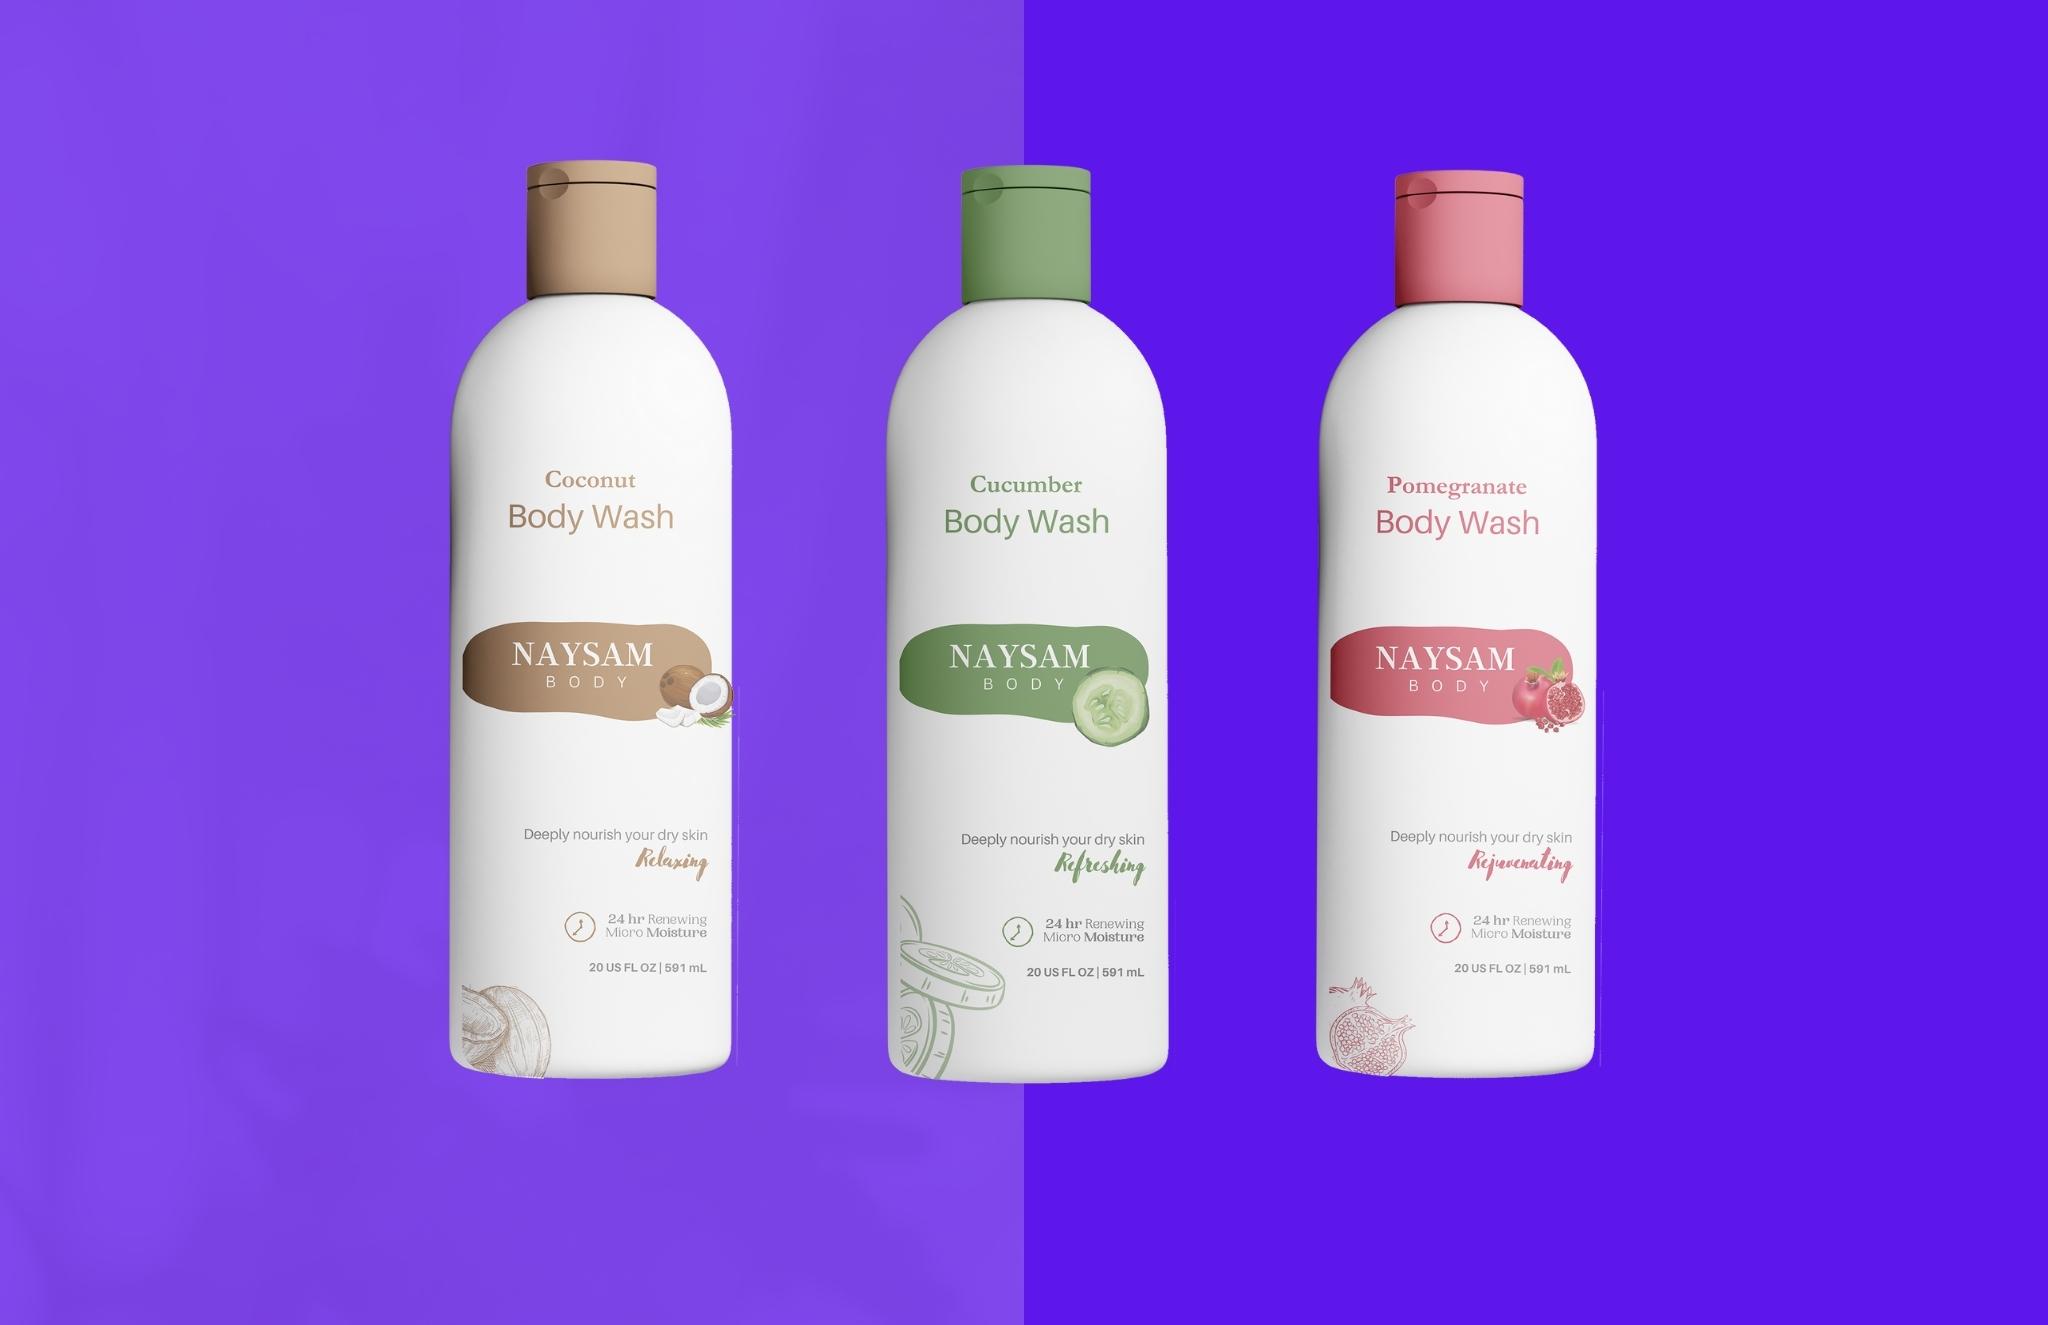 Coconut
Body Wash
NAYSAM
BODY
Deeply nourish your dry skin
Relaxing
24 hr Renewing
Micro Moisture
20 US FL OZ | 591 mL
Cucumber
Body Wash
NAYSAM
BODY
Deeply nourish your dry skin
Refreshing
24 hr Renewing
Micro Moisture
20 US FL OZ | 591 mL
Pomegranate
Body Wash
NAYSAM
BODY
Deeply nourish your dry skin
Rejuvenating
24 hr Renewing
Micro Moisture
20 US FL OZ | 591 mL